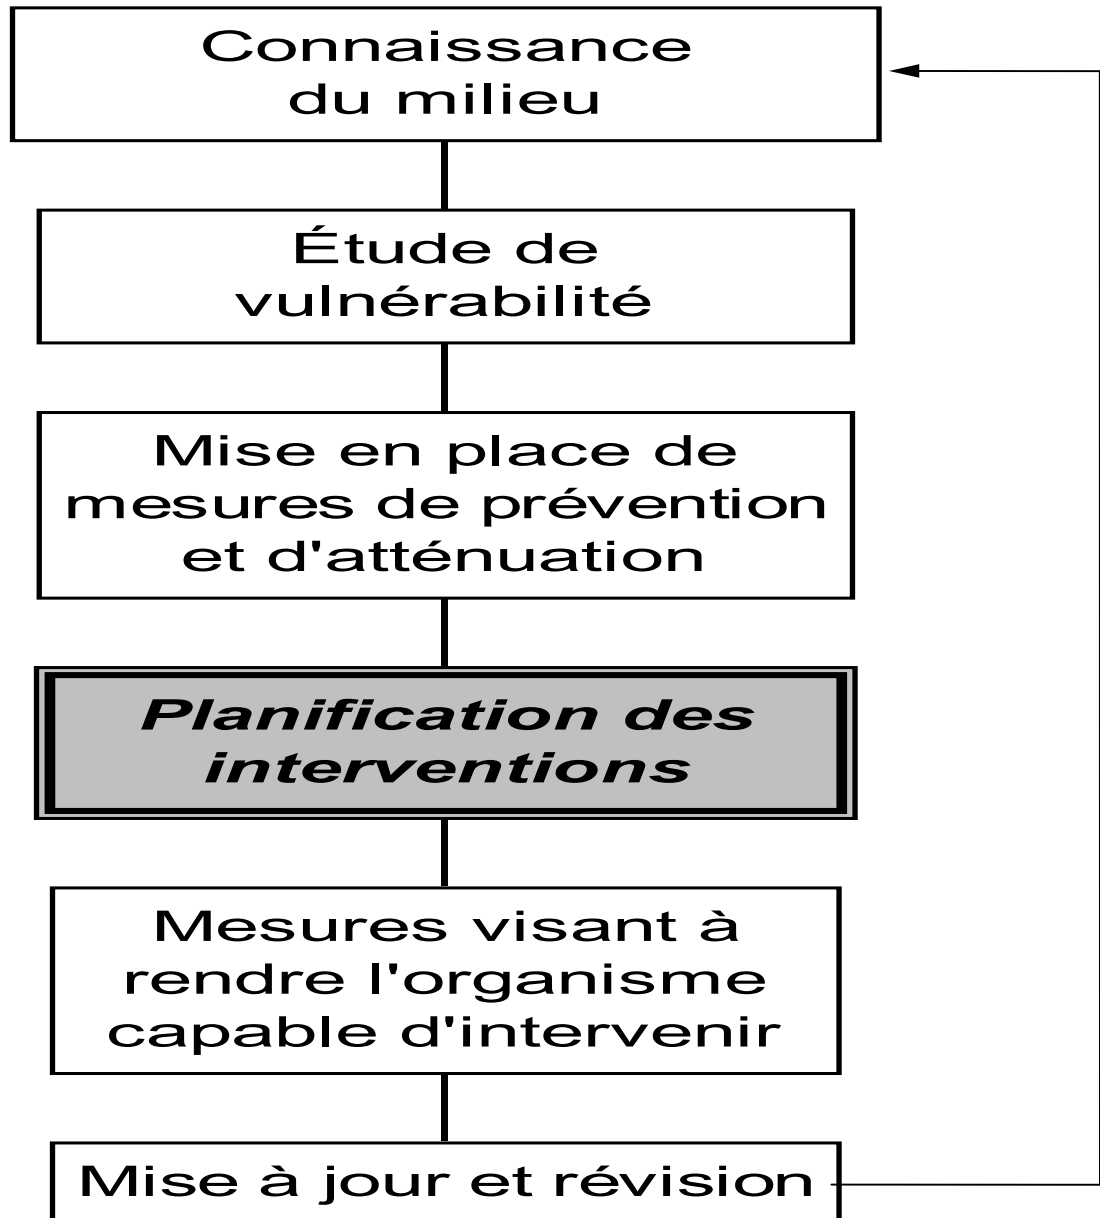 Connaissance
du milieu
Étude de
vulnérabilité
Mise en place de
mesures de prévention
et d'atténuation
Planification des
interventions
Mesures visant à
rendre l'organisme
capable d'intervenir
Mise à jour et révision